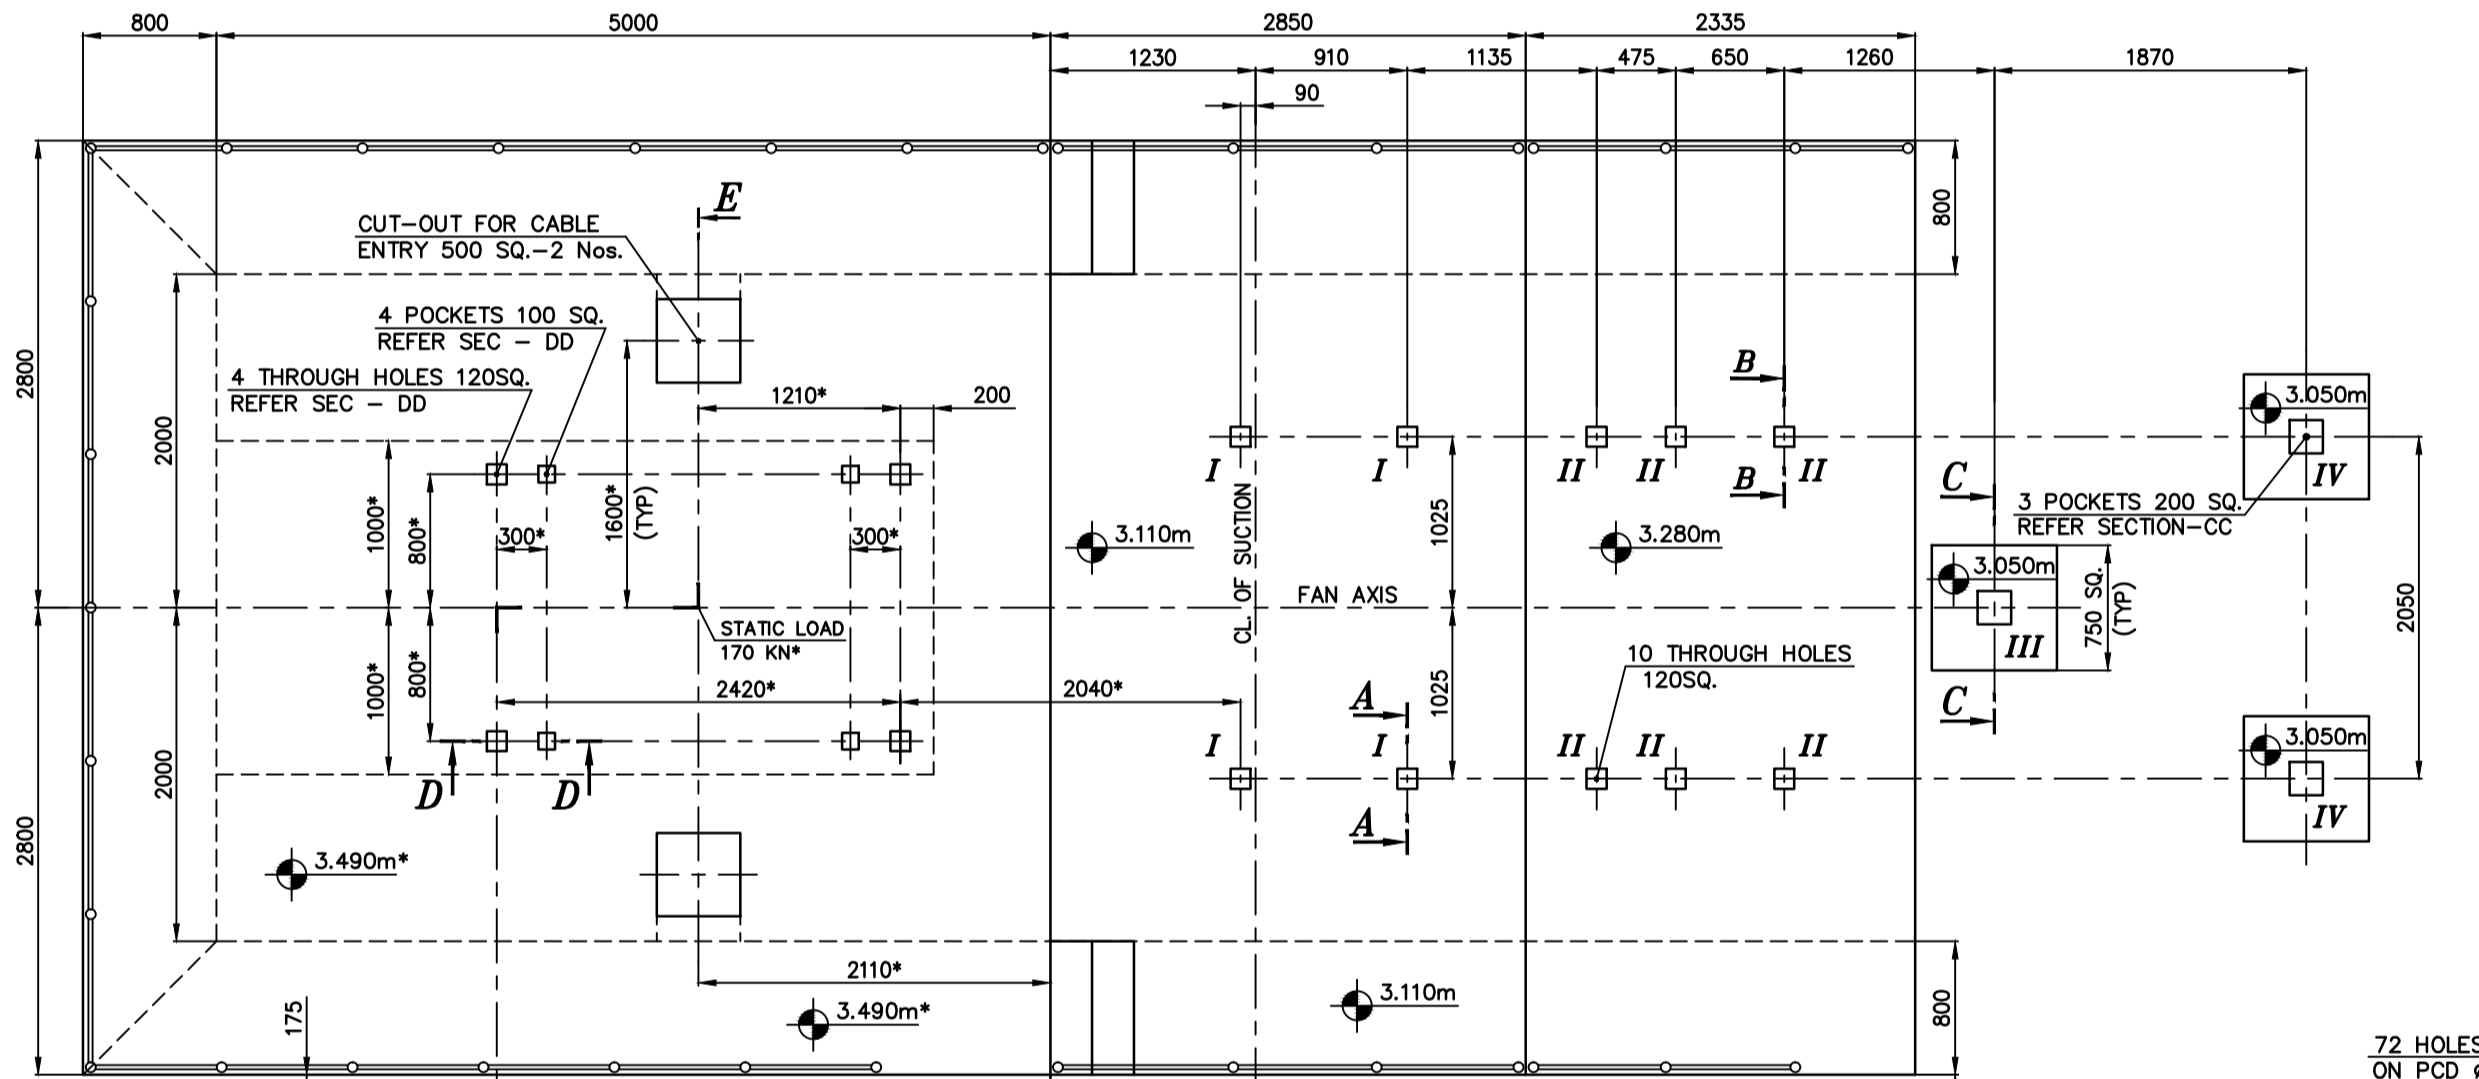 800
5000
2850
2335
1230
910
1135
475
650
1260
1870
90
E
CUT-OUT FOR CABLE
ENTRY 500 SQ.-2 Nos.
800
4 POCKETS 100 SQ.
REFER SEC - DD
4 THROUGH HOLES 120SQ.
REFER SEC - DD
2800
2000
1210*
200
B
3.050m
1000*
800*
300*
1600*
(TYP)
300*
I
I
II
II
B
II
C
IV
3 POCKETS 200 SQ.
REFER SECTION-CC
CL. OF SUCTION
3.110m
1025
3.280m
3.050m
FAN AXIS
750 SQ.
(TYP)
2050
STATIC LOAD
170 KN*
III
10 THROUGH HOLES
120SQ.
1000*
800*
2420*
2040*
A
1025
C
I
I
II
II
II
3.050m
2800
2000
D
D
A
IV
3.490m*
2110*
3.110m
3.490m*
175
800
72 HOLES
ON PCD